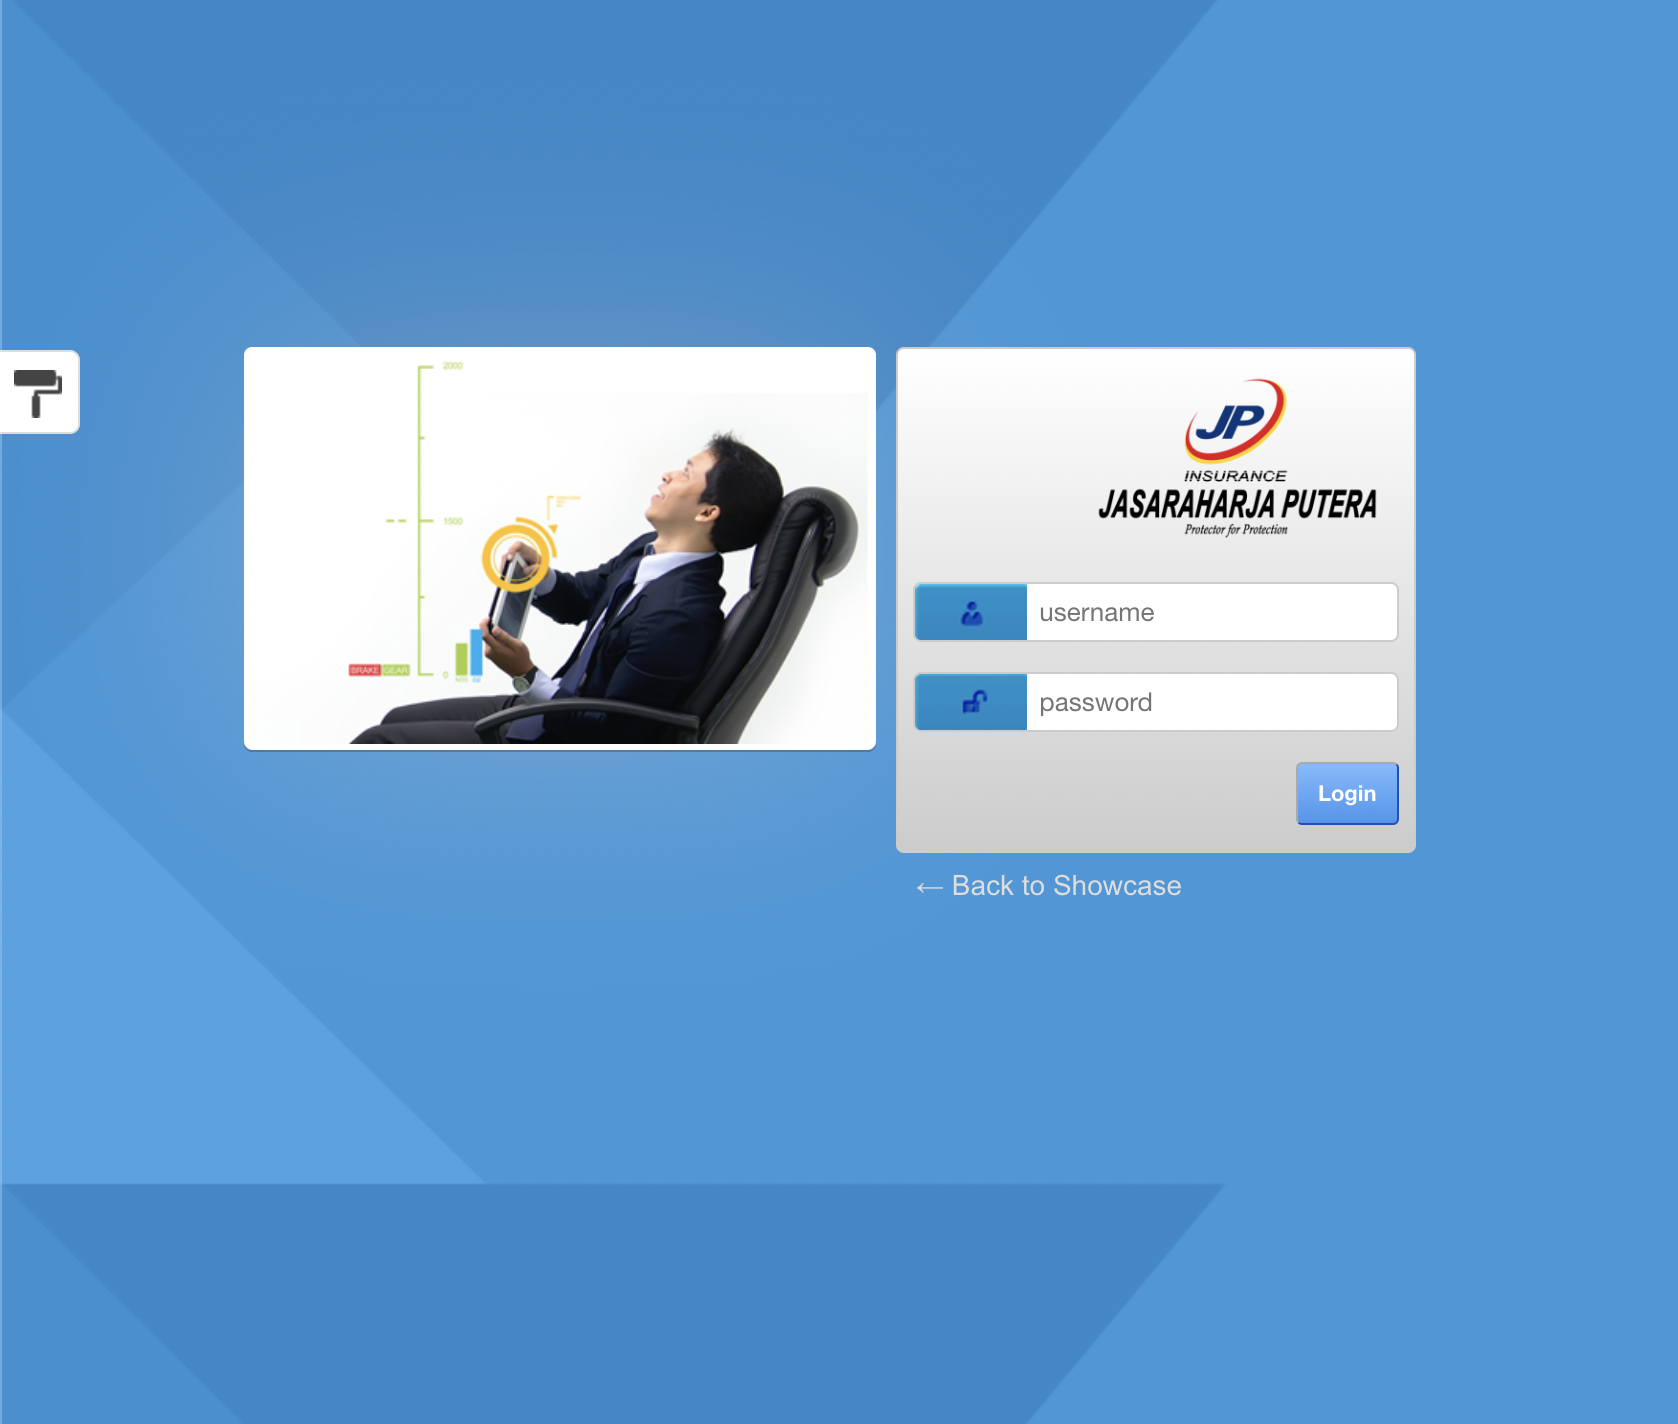 2000
1500
BRAKE GEAR
0
JP
INSURANCE
JASARAHARJA PUTERA
Protector for Protection
username
password
Login
← Back to Showcase